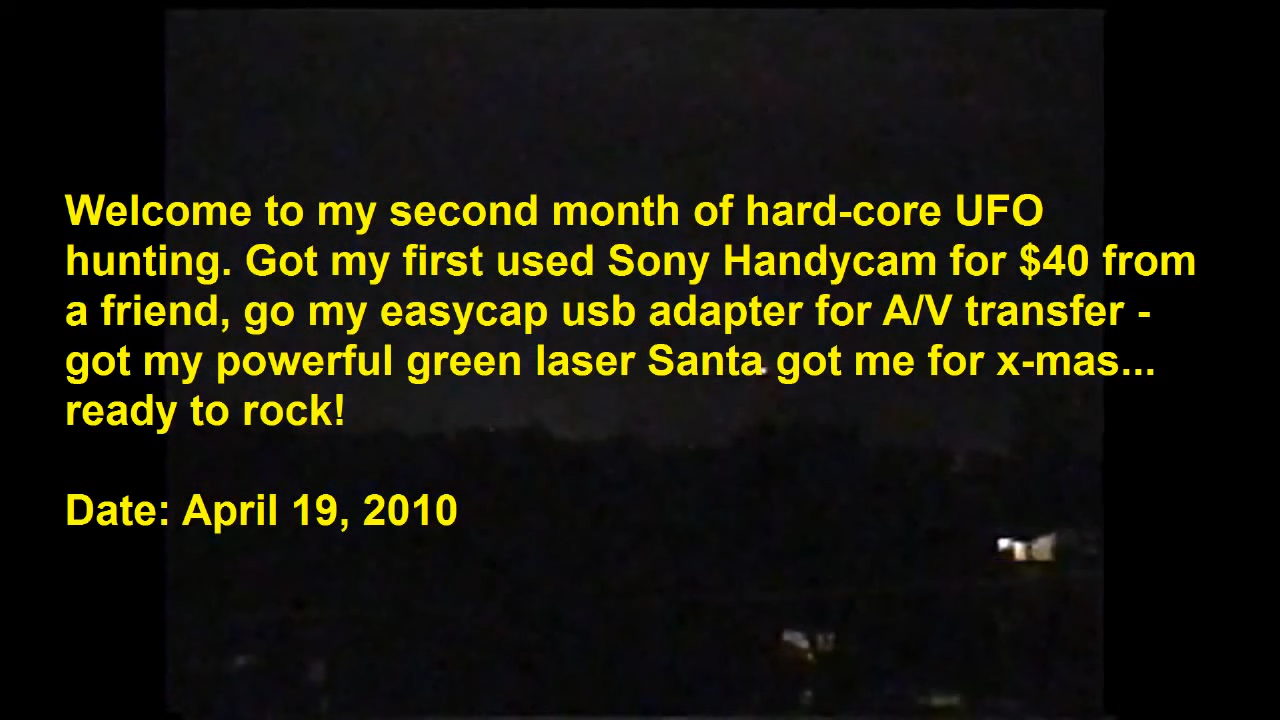 Welcome to my second month of hard-core UFO
hunting. Got my first used Sony Handycam for $40 from
a friend, go my easycap usb adapter for A/V transfer -
got my powerful green laser Santa got me for x-mas...
ready to rock!
Date: April 19, 2010